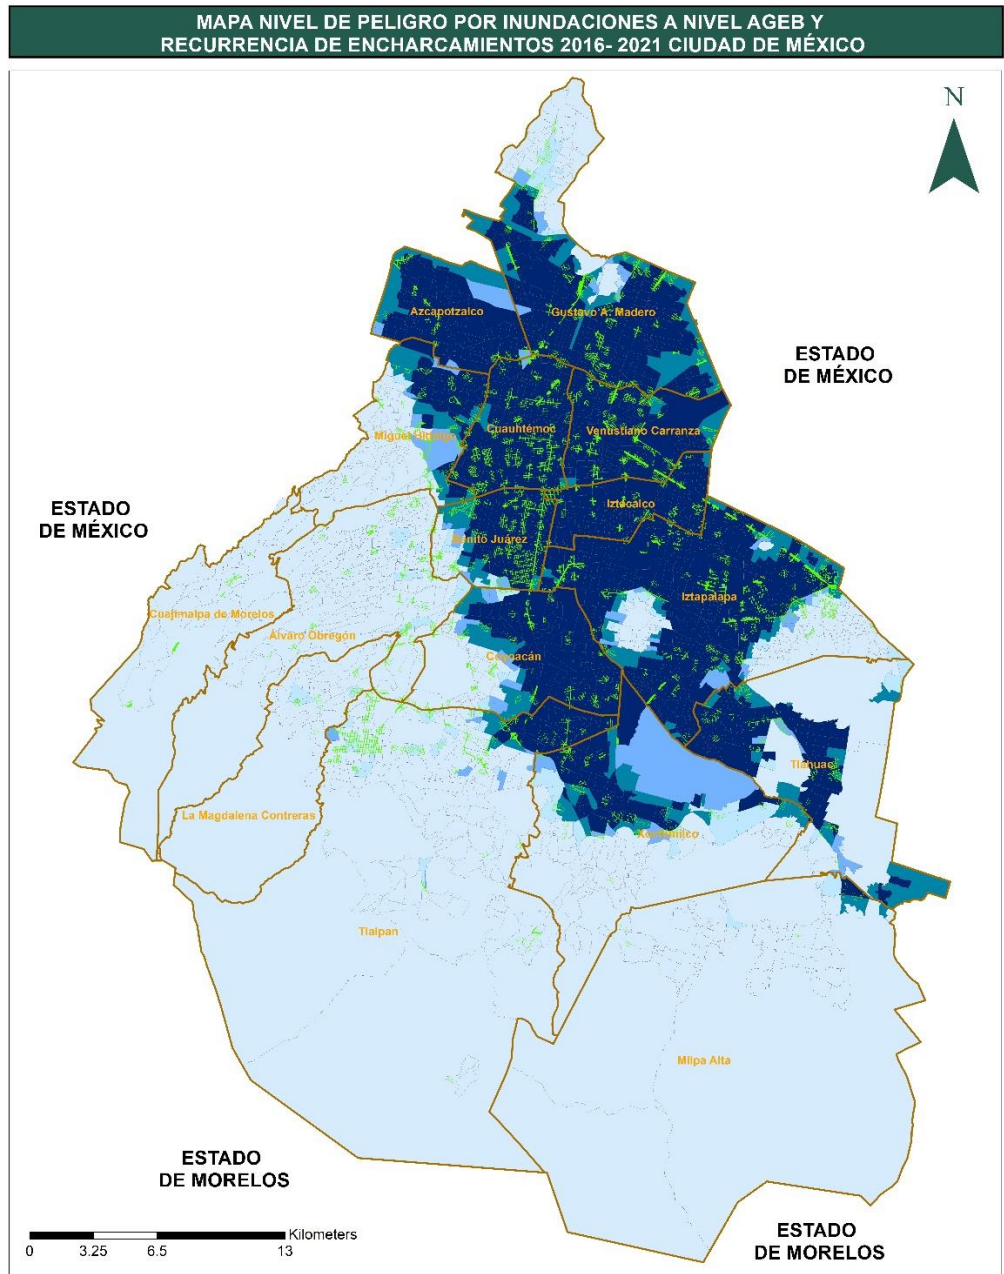 MAPA NIVEL DE PELIGRO POR INUNDACIONES A NIVEL AGEB Y
RECURRENCIA DE ENCHARCAMIENTOS 2016- 2021 CIUDAD DE MÉXICO
N
Azcapotzalco
Gustavo A. Madero
ESTADO
DE MÉXICO
Cuauhtémoc
Venustiano Carranza
Miguel Hidalgo
ESTADO
DE MÉXICO
Iztacalco
Benito Juárez
Iztapalapa
Cuajimalpa de Morelos
Álvaro Obregón
Coyoacán
Tláhuac
La Magdalena Contreras
Xochimilco
Tlalpan
Milpa Alta
ESTADO
DE MORELOS
Kilometers
0 3.25 6.5 13
ESTADO
DE MORELOS